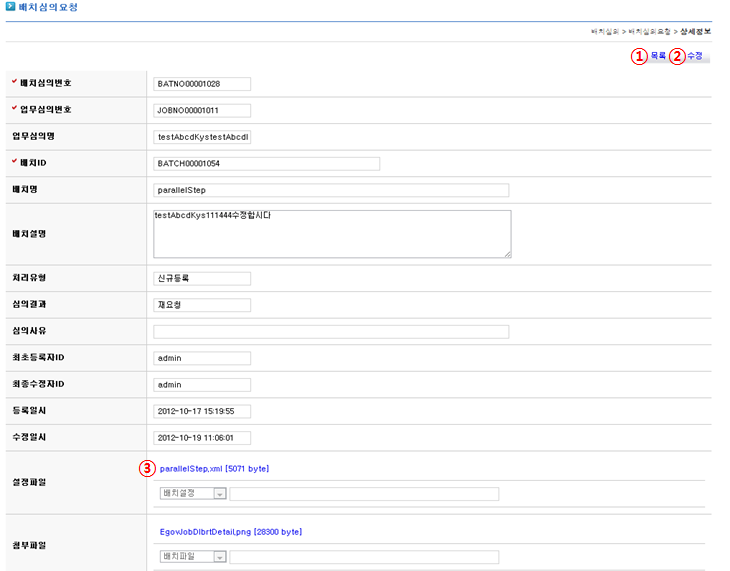 배치심의요청
배치심의 > 배치심의요청 > 상세정보
① 목록 ② 수정
배치심의번호 BATNO00001028
업무심의번호 JOBNO00001011
업무심의명 testAbcdKystestAbcdl
배치ID BATCH00001054
배치명 parallelStep
배치설명 testAbcdKys111444수정합시다
처리유형 신규등록
심의결과 재요청
심의사유
최초등록자ID admin
최종수정자ID admin
등록일시 2012-10-17 15:19:55
수정일시 2012-10-19 11:06:01
③ parallelStep.xml [5071 byte]
설정파일
배치설정
EgovJobDlbrtDetail.png [28300 byte]
첨부파일
배치파일